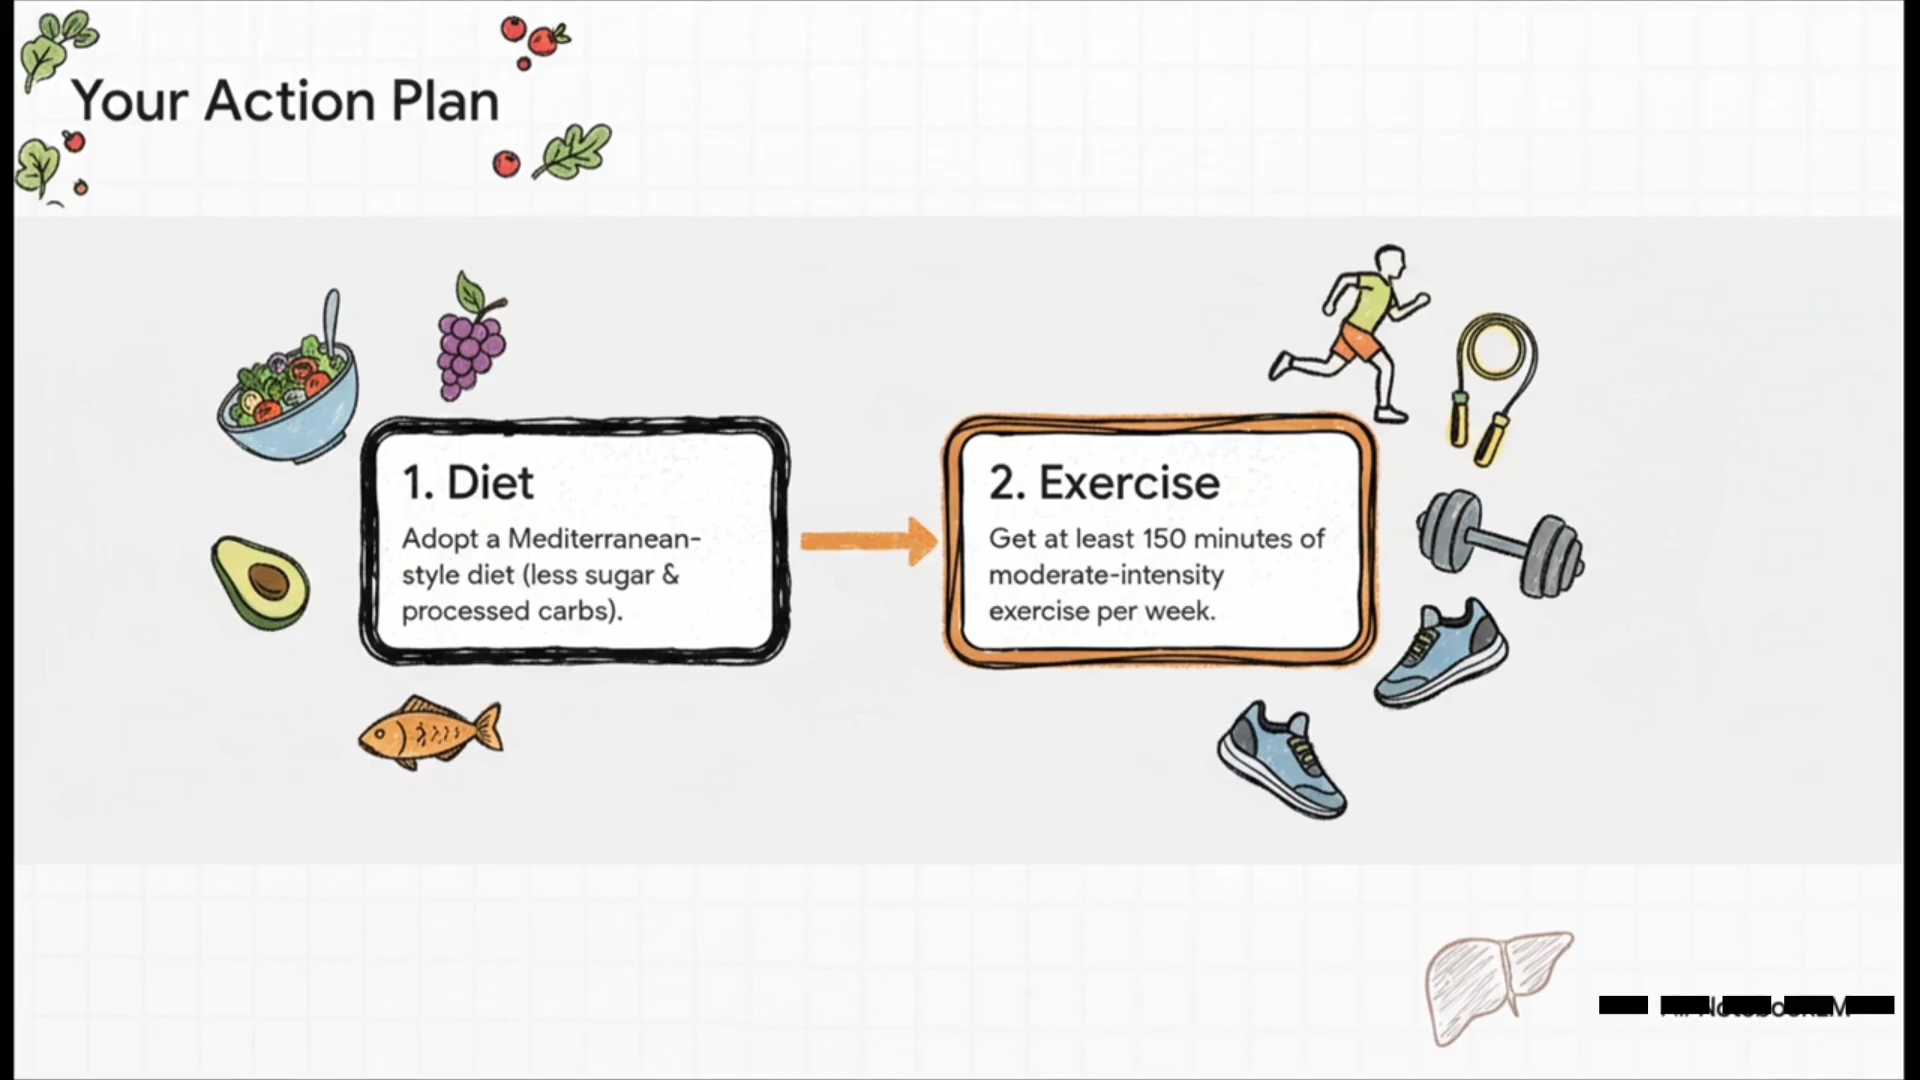 Your Action Plan
1. Diet
Adopt a Mediterranean-
style diet (less sugar &
processed carbs).
2. Exercise
Get at least 150 minutes of
moderate-intensity
exercise per week.